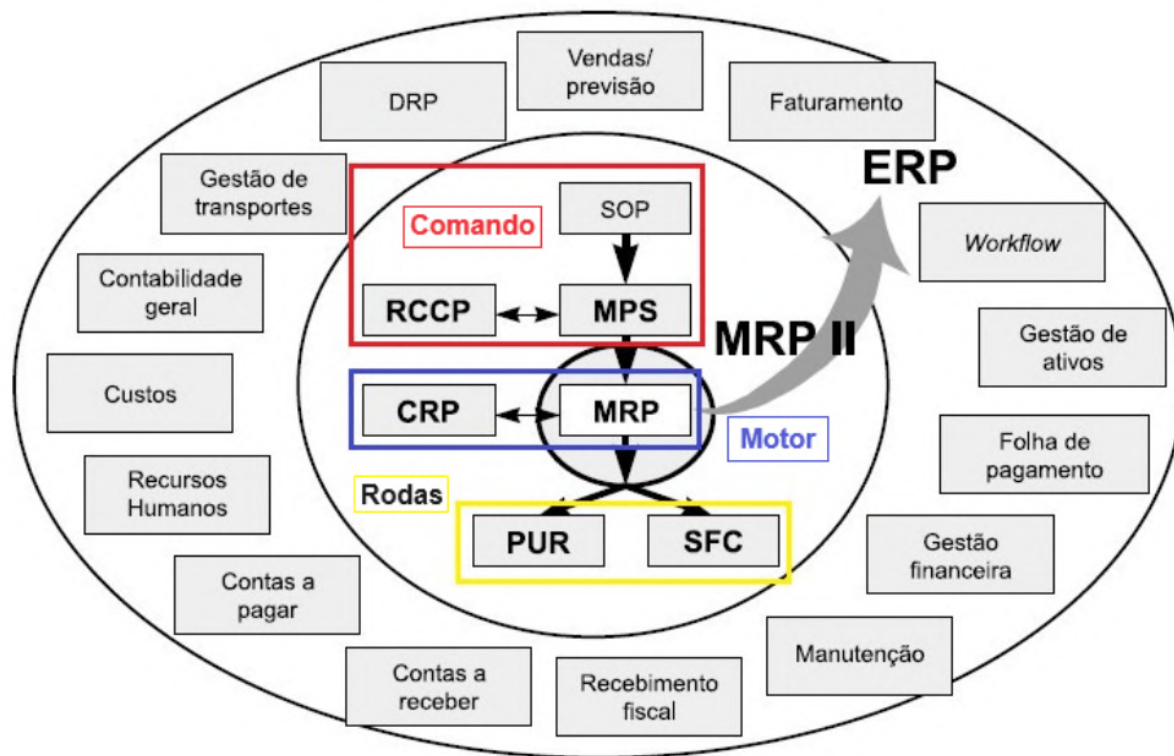 Vendas/
previsão
DRP
Faturamento
ERP
Gestão de
transportes
Comando
SOP
Workflow
Contabilidade
geral
RCCP
MPS
MRP II
Gestão de
ativos
Custos
CRP
MRP
Motor
Folha de
pagamento
Recursos
Humanos
Rodas
PUR
SFC
Gestão
financeira
Contas a
pagar
Manutenção
Contas a
receber
Recebimento
fiscal